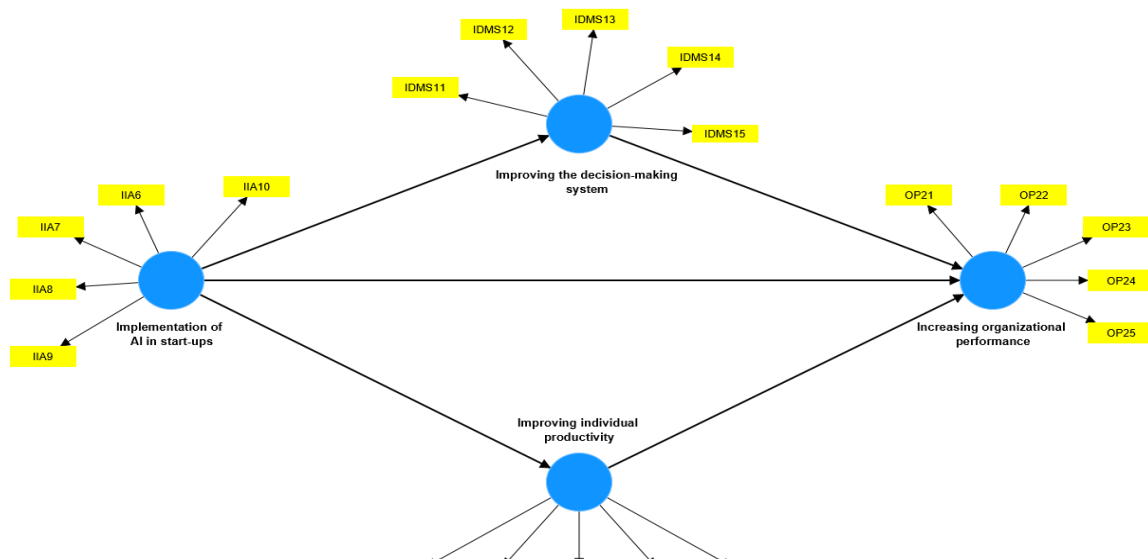 IDMS13
IDMS12
IDMS14
IDMS11
IDMS15
Improving the decision-making
system
IIA10
IIA6
IIA7
IIA8
IIA9
Implementation of
AI in start-ups
OP21
OP22
OP23
OP24
OP25
Increasing organizational
performance
Improving individual
productivity